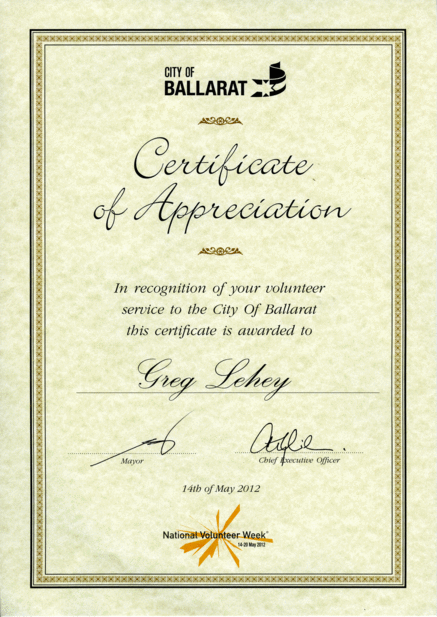 CITY OF
BALLARAT
Certificate
of Appreciation
In recognition of your volunteer
service to the City Of Ballarat
this certificate is awarded to
Greg Lehey
Mayor
Chief Executive Officer
14th of May 2012
National Volunteer Week
14-20 May 2012